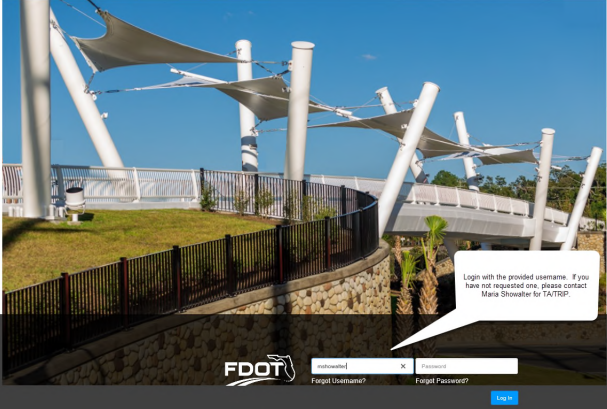 Login with the provided username. If you
have not requested one, please contact
Maria Showalter for TA/TRIP.
FDOT
mshowalter
Password
Forgot Username?
Forgot Password?
Log in